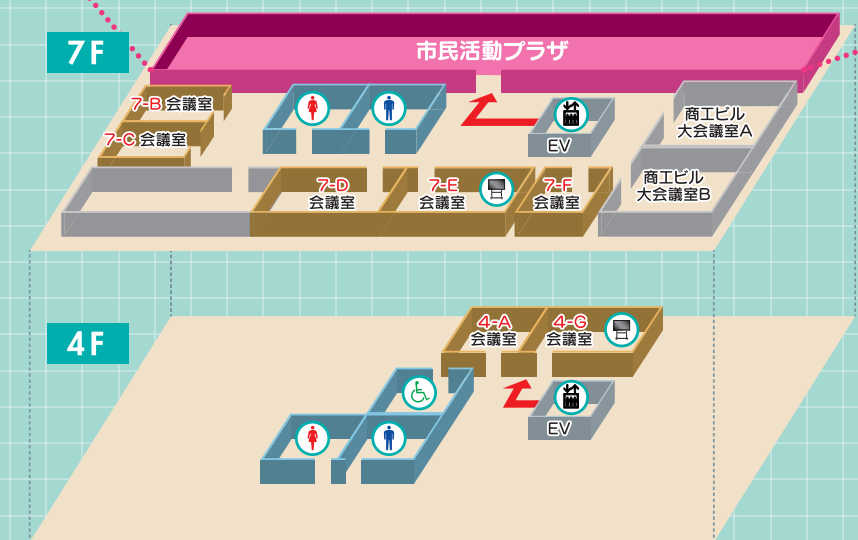 7F
市民活動プラザ
7-B 会議室
7-C 会議室
EV
商工ビル
大会議室A
商工ビル
大会議室B
7-D
会議室
7-E
会議室
7-F
会議室
4F
4-A
会議室
4-G
会議室
EV